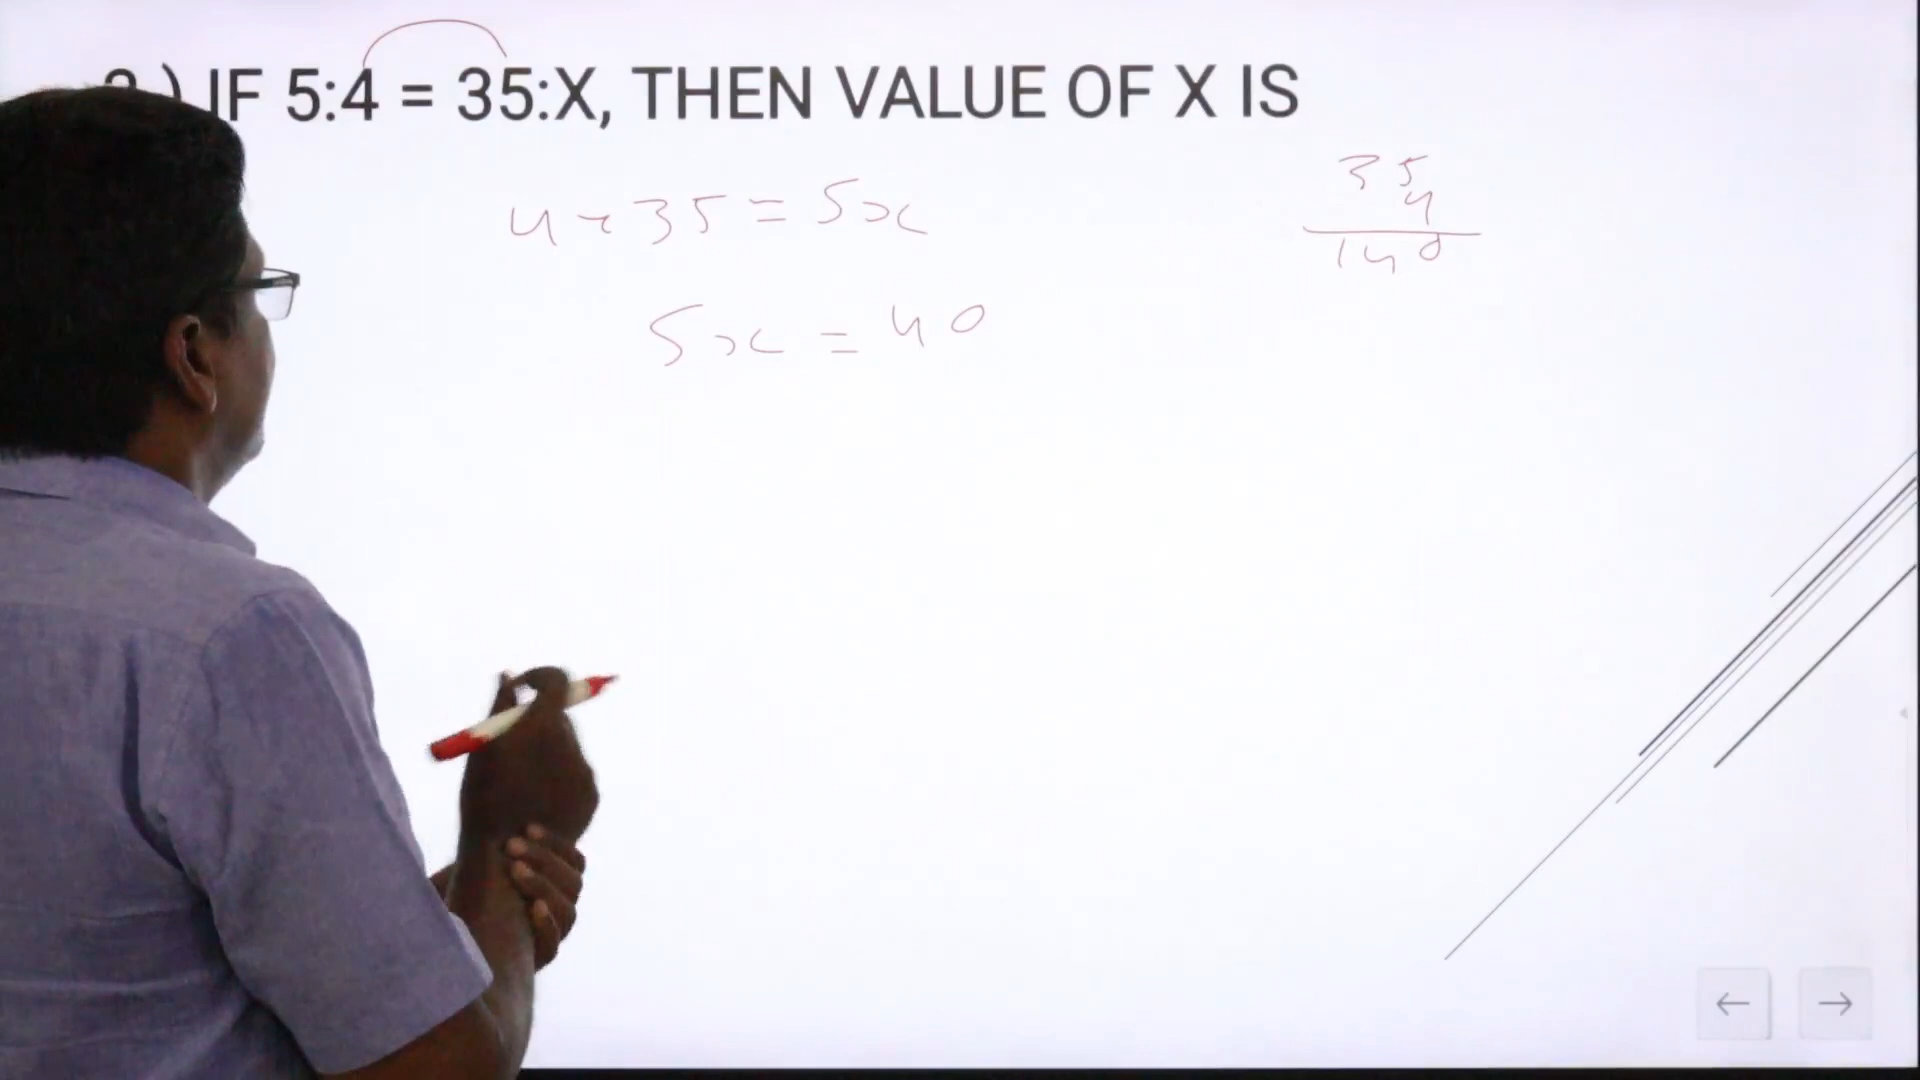 ) IF 5:4 = 35:X, THEN VALUE OF X IS
4 × 35 = 5x
5x = 40
35
4
140